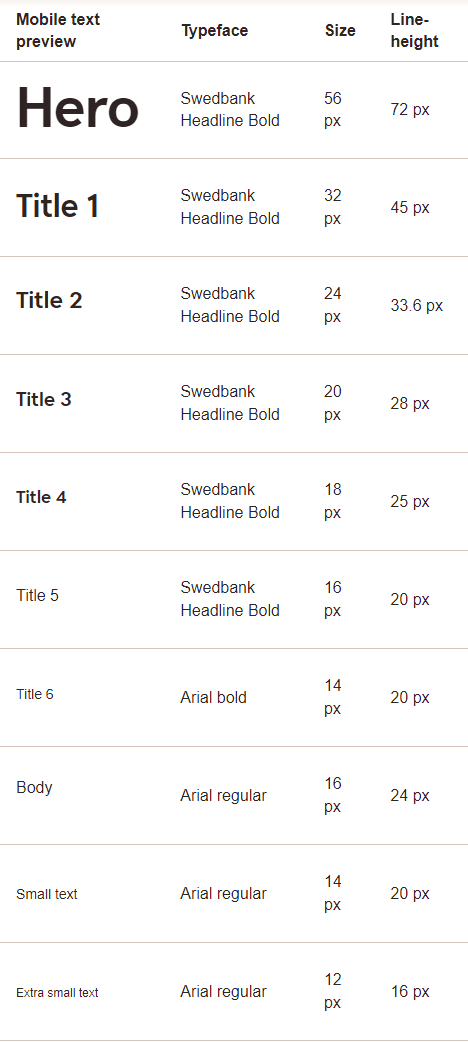 Mobile text preview Typeface Size Line-height
Hero Swedbank Headline Bold 56 px 72 px
Title 1 Swedbank Headline Bold 32 px 45 px
Title 2 Swedbank Headline Bold 24 px 33.6 px
Title 3 Swedbank Headline Bold 20 px 28 px
Title 4 Swedbank Headline Bold 18 px 25 px
Title 5 Swedbank Headline Bold 16 px 20 px
Title 6 Arial bold 14 px 20 px
Body Arial regular 16 px 24 px
Small text Arial regular 14 px 20 px
Extra small text Arial regular 12 px 16 px